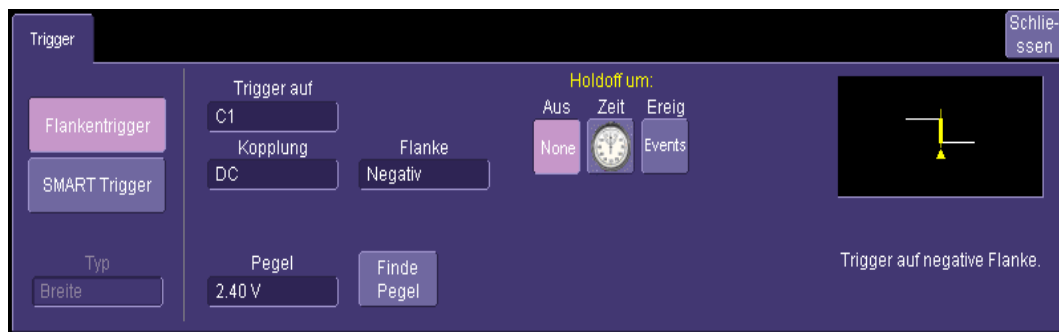 Trigger
Schlie-
ssen
Flankentrigger
SMART Trigger
Typ
Breite
Trigger auf
C1
Kopplung
DC
Flanke
Negativ
Pegel
2.40 V
Finde
Pegel
Holdoff um:
Aus Zeit Ereig
None Events
Trigger auf negative Flanke.